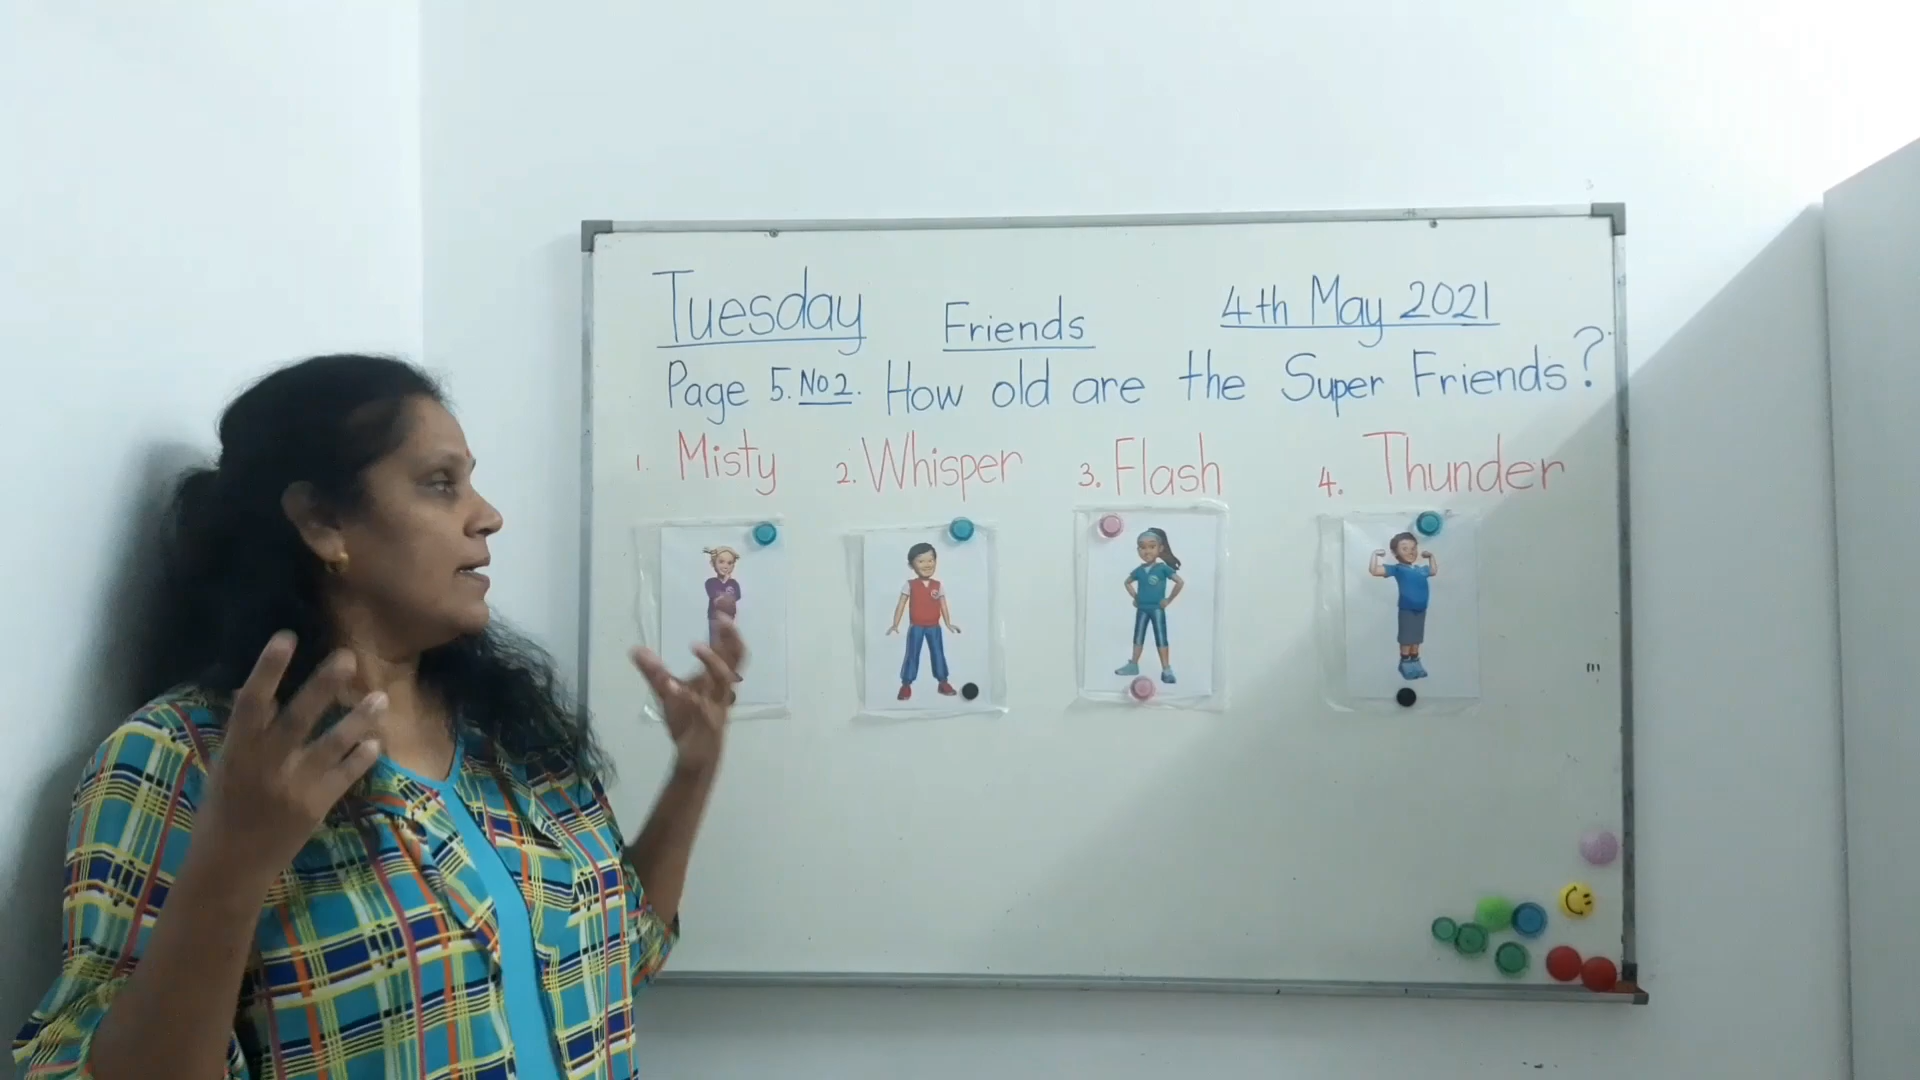 Tuesday Friends 4th May 2021
Page 5. No 2. How old are the Super Friends?
1. Misty 2. Whisper 3. Flash 4. Thunder